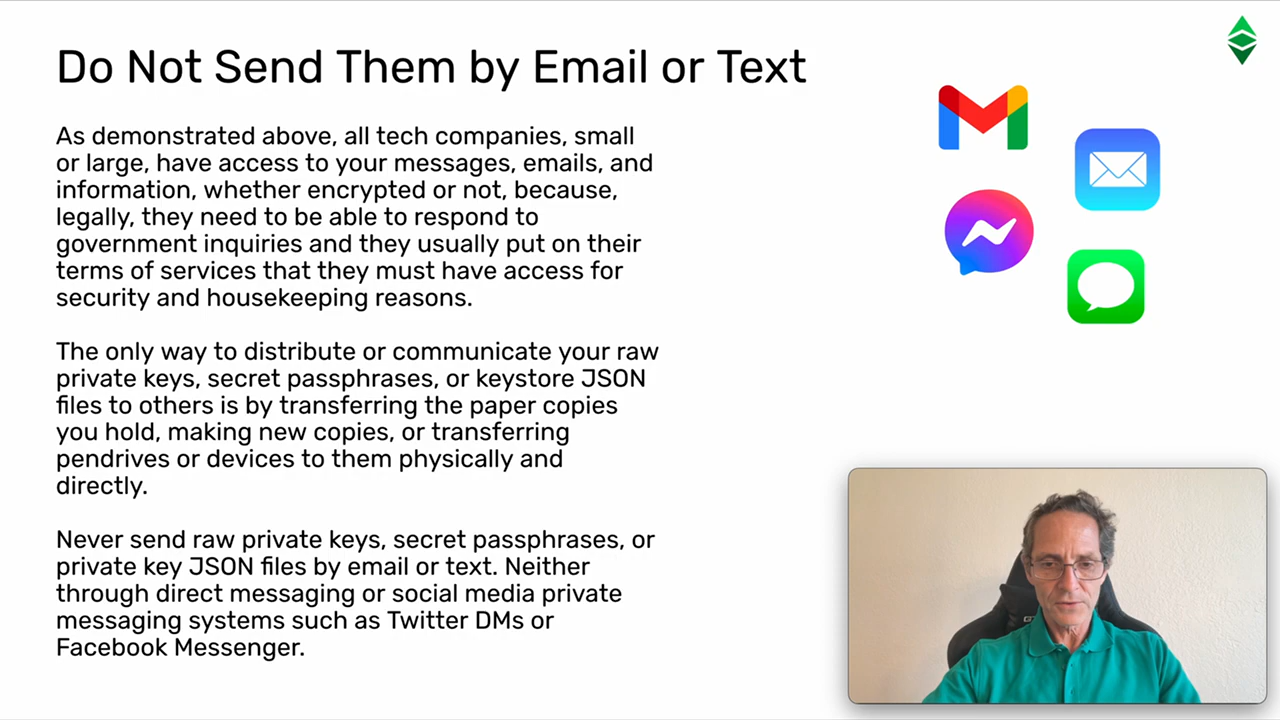 Do Not Send Them by Email or Text
As demonstrated above, all tech companies, small
or large, have access to your messages, emails, and
information, whether encrypted or not, because,
legally, they need to be able to respond to
government inquiries and they usually put on their
terms of services that they must have access for
security and housekeeping reasons.
The only way to distribute or communicate your raw
private keys, secret passphrases, or keystore JSON
files to others is by transferring the paper copies
you hold, making new copies, or transferring
pendrives or devices to them physically and
directly.
Never send raw private keys, secret passphrases, or
private key JSON files by email or text. Neither
through direct messaging or social media private
messaging systems such as Twitter DMs or
Facebook Messenger.